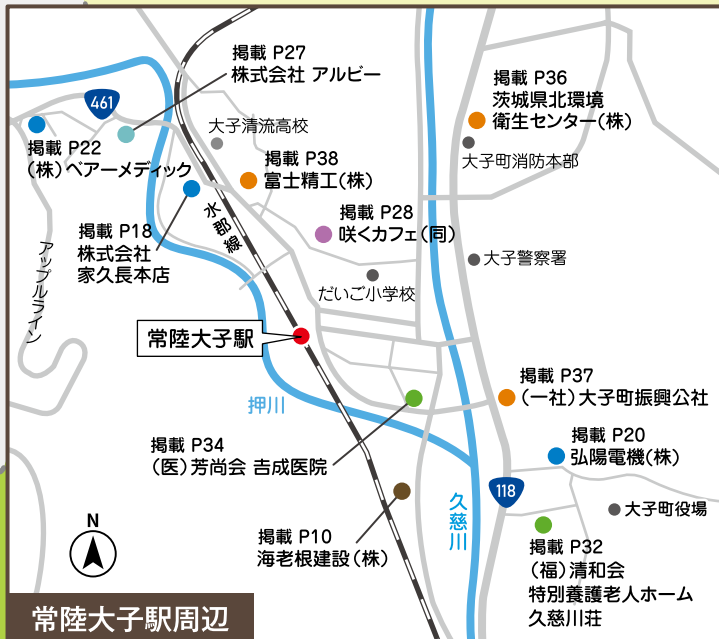 掲載 P27
株式会社 アルビー
461
大子清流高校
掲載 P36
茨城県北環境
衛生センター(株)
大子町消防本部
掲載 P22
(株)ベアーメディック
掲載 P38
富士精工(株)
掲載 P18
株式会社
家久長本店
水郡線
掲載 P28
咲くカフェ(同)
アップルライン
だいご小学校
大子警察署
常陸大子駅
押川
掲載 P37
(一社)大子町振興公社
掲載 P34
(医)芳尚会 吉成医院
掲載 P20
弘陽電機(株)
118
久慈川
大子町役場
掲載 P10
海老根建設(株)
掲載 P32
(福)清和会
特別養護老人ホーム
久慈川荘
N
常陸大子駅周辺